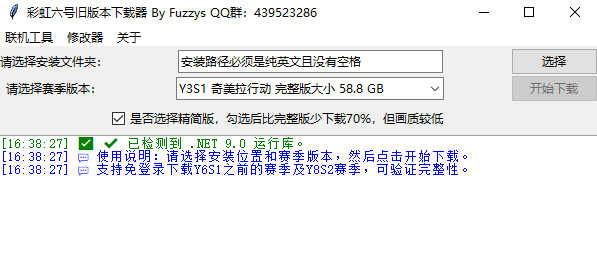 彩虹六号旧版本下载器 By Fuzzys QQ群：439523286
联机工具 修改器 关于
请选择安装文件夹： 安装路径必须是纯英文且没有空格 选择
请选择赛季版本： Y3S1 奇美拉行动 完整版大小 58.8 GB 开始下载
是否选择精简版，勾选后比完整版少下载70%，但画质较低
[16:38:27] ✅ ✔ 已检测到 .NET 9.0 运行库。
[16:38:27] 💬 使用说明：请选择安装位置和赛季版本，然后点击开始下载。
[16:38:27] 💬 支持免登录下载Y6S1之前的赛季及Y8S2赛季，可验证完整性。